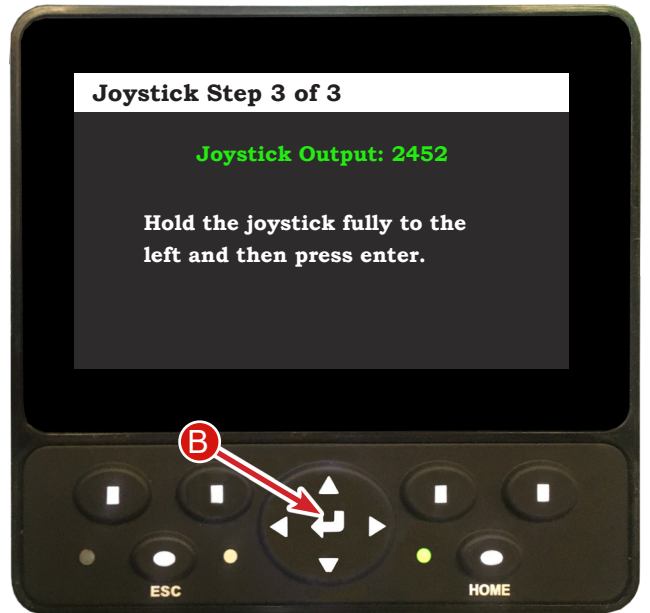 Joystick Step 3 of 3
Joystick Output: 2452
Hold the joystick fully to the
left and then press enter.
B
ESC
HOME